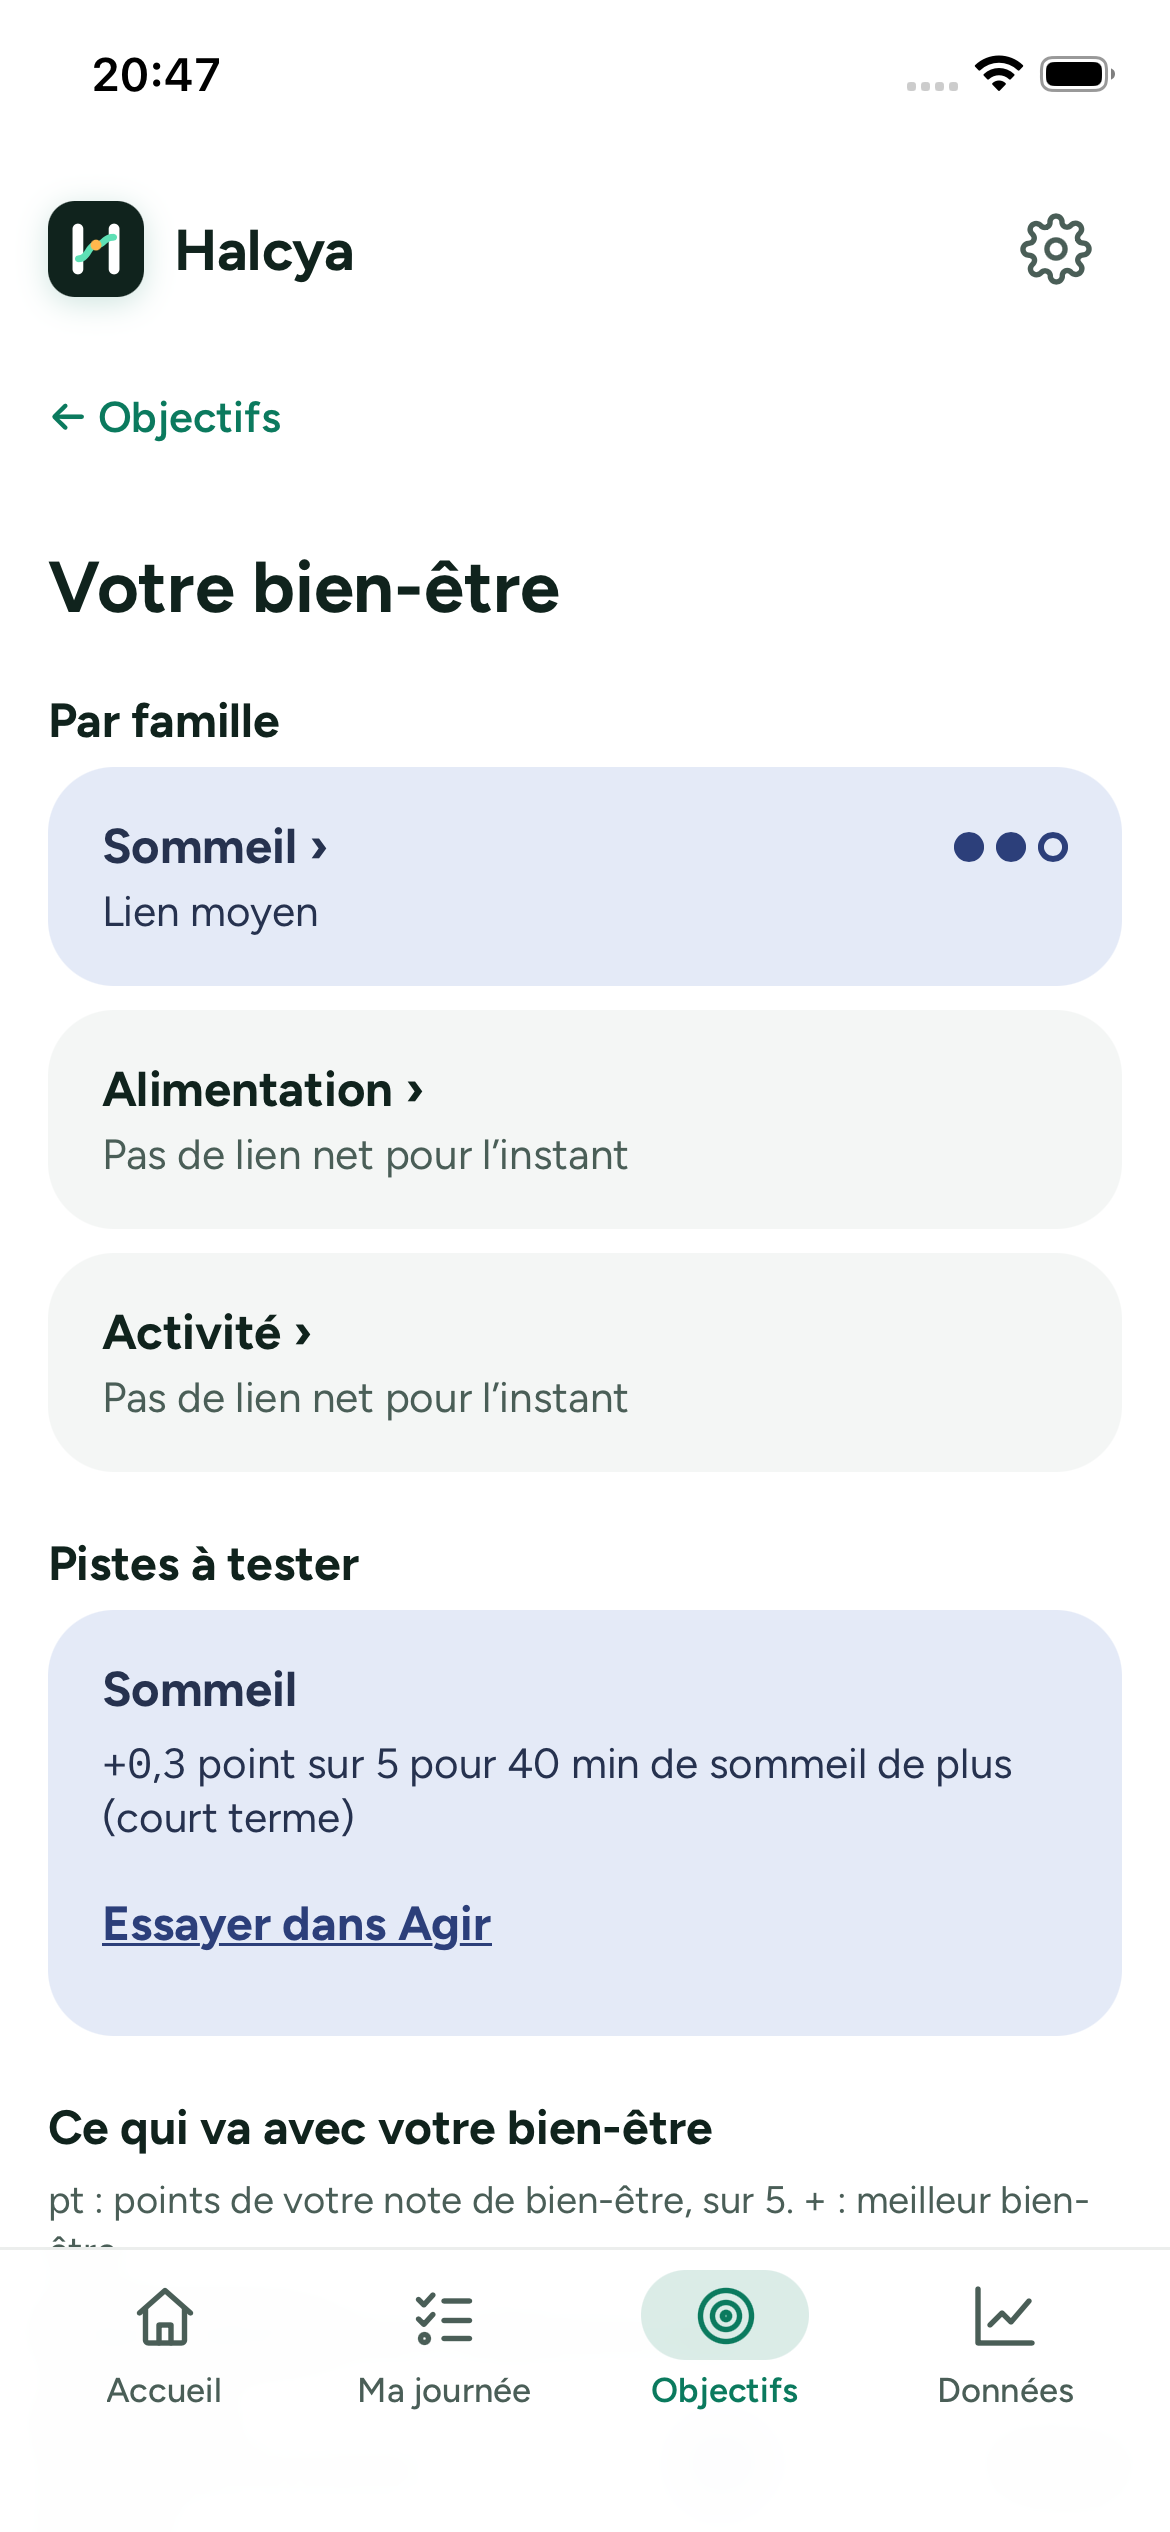 20:47
Halcya
← Objectifs
Votre bien-être
Par famille
Sommeil ›
Lien moyen
Alimentation ›
Pas de lien net pour l’instant
Activité ›
Pas de lien net pour l’instant
Pistes à tester
Sommeil
+0,3 point sur 5 pour 40 min de sommeil de plus
(court terme)
Essayer dans Agir
Ce qui va avec votre bien-être
pt : points de votre note de bien-être, sur 5. + : meilleur bien-
être
Accueil
Ma journée
Objectifs
Données